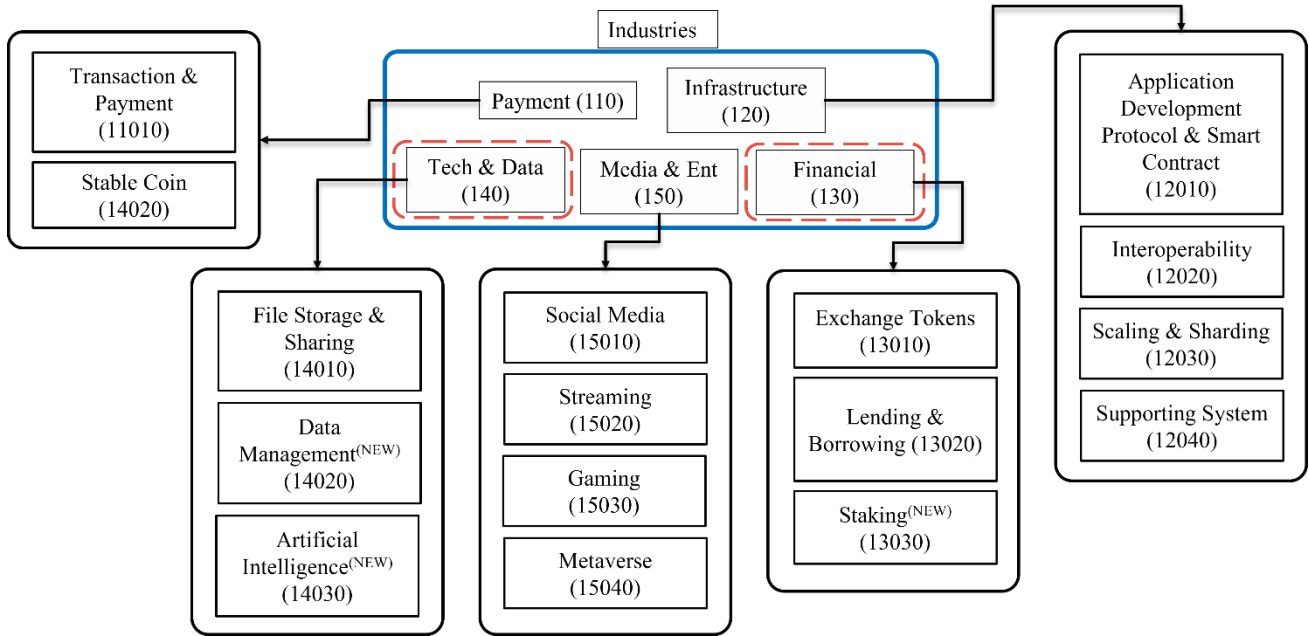 Industries
Transaction &
Payment
(11010)
Stable Coin
(14020)
Payment (110)
Infrastructure
(120)
Tech & Data
(140)
Media & Ent
(150)
Financial
(130)
Application
Development
Protocol & Smart
Contract
(12010)
Interoperability
(12020)
Scaling & Sharding
(12030)
Supporting System
(12040)
File Storage &
Sharing
(14010)
Data
Management(NEW)
(14020)
Artificial
Intelligence(NEW)
(14030)
Social Media
(15010)
Streaming
(15020)
Gaming
(15030)
Metaverse
(15040)
Exchange Tokens
(13010)
Lending &
Borrowing (13020)
Staking(NEW)
(13030)